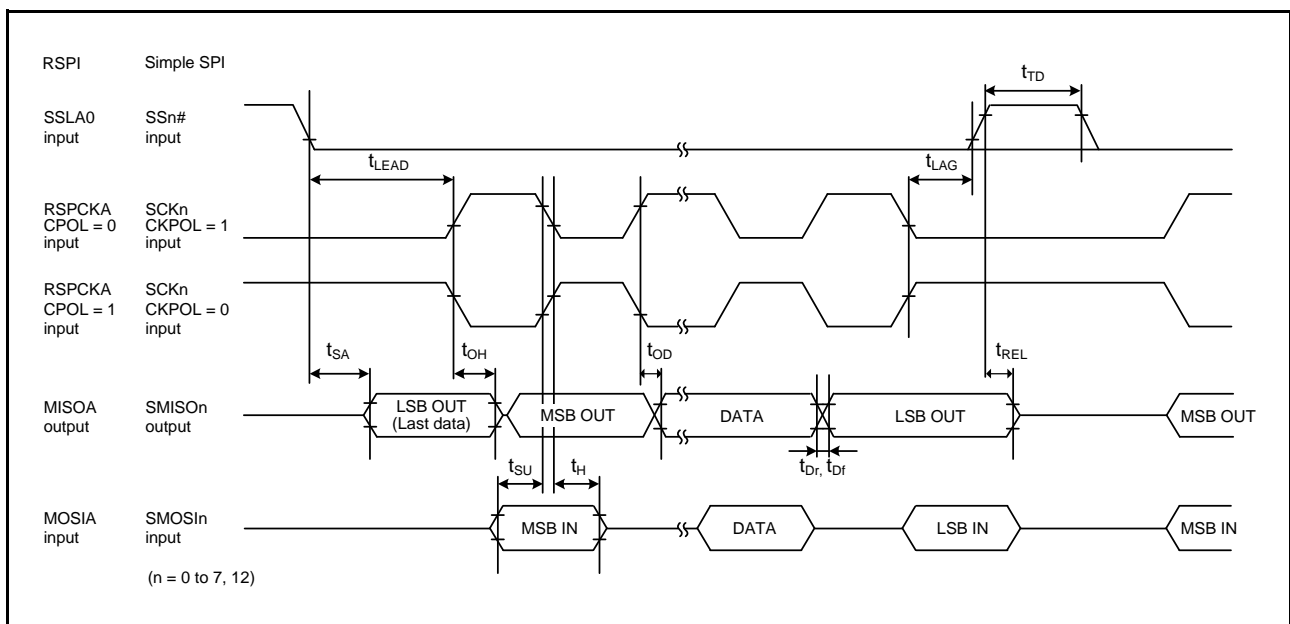 RSPI Simple SPI
tTD
SSLA0 SSn#
input input
tLEAD
tLAG
RSPCKA SCKn
CPOL = 0 CKPOL = 1
input input
RSPCKA SCKn
CPOL = 1 CKPOL = 0
input input
tSA tOH tOD tREL
MISOA SMISOn
output output
LSB OUT
(Last data)
MSB OUT DATA LSB OUT MSB OUT
tSU tH tDr, tDf
MOSIA SMOSIn
input input
MSB IN DATA LSB IN MSB IN
(n = 0 to 7, 12)